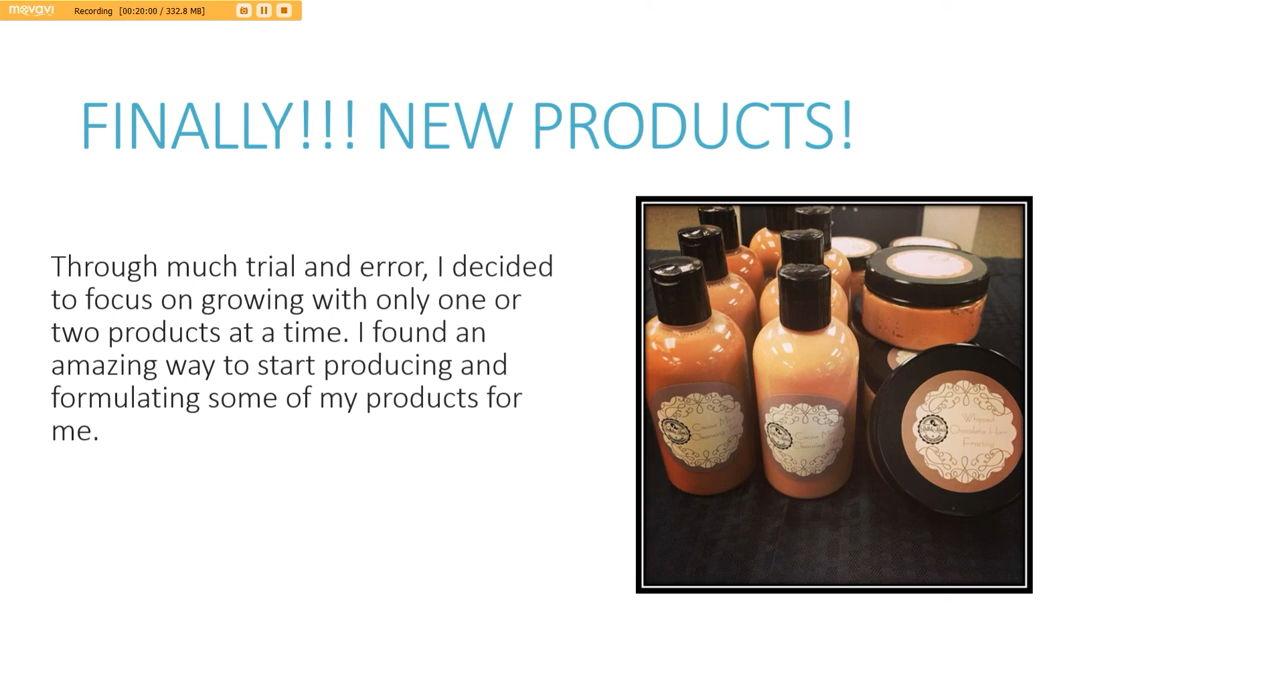 movavi Recording [00:20:00 / 332.8 MB]
FINALLY!!! NEW PRODUCTS!
Through much trial and error, I decided
to focus on growing with only one or
two products at a time. I found an
amazing way to start producing and
formulating some of my products for
me.
Whipped
Chocolate Hair
Frosting